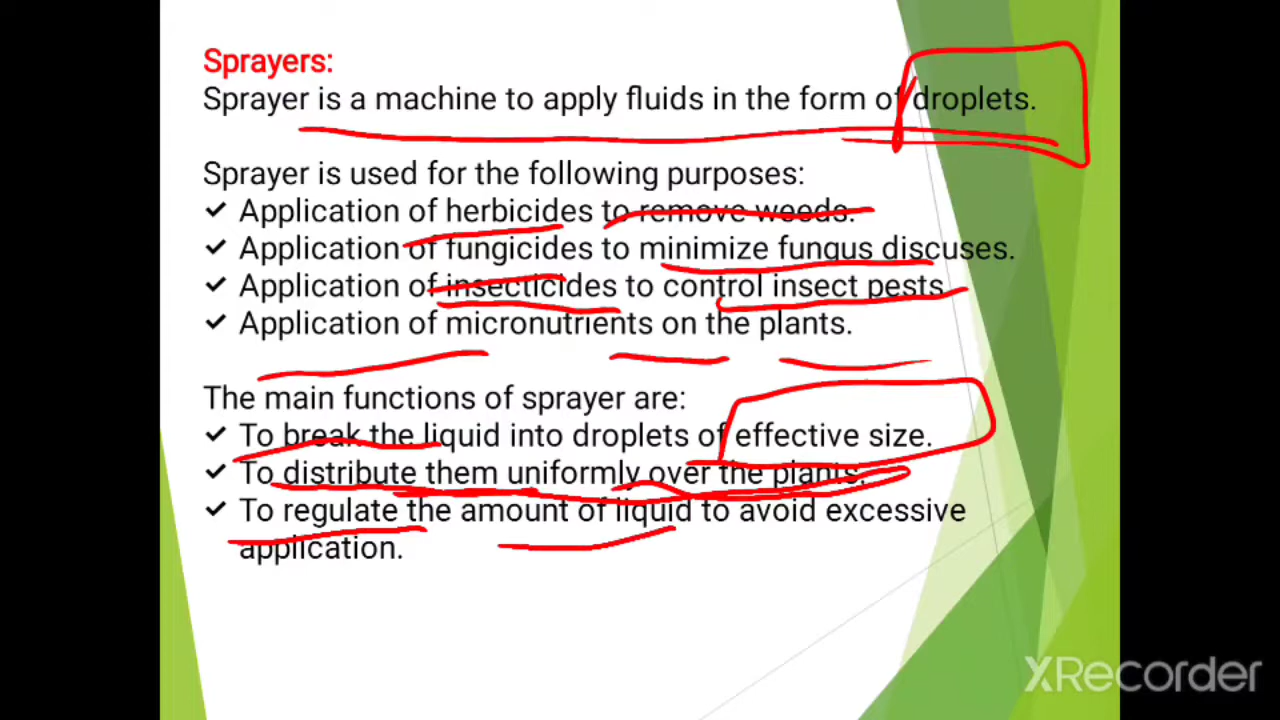 Sprayers:
Sprayer is a machine to apply fluids in the form of droplets.
Sprayer is used for the following purposes:
✓ Application of herbicides to remove weeds.
✓ Application of fungicides to minimize fungus discuses.
✓ Application of insecticides to control insect pests
✓ Application of micronutrients on the plants.
The main functions of sprayer are:
✓ To break the liquid into droplets of effective size.
✓ To distribute them uniformly over the plants.
✓ To regulate the amount of liquid to avoid excessive
application.
XRecorder